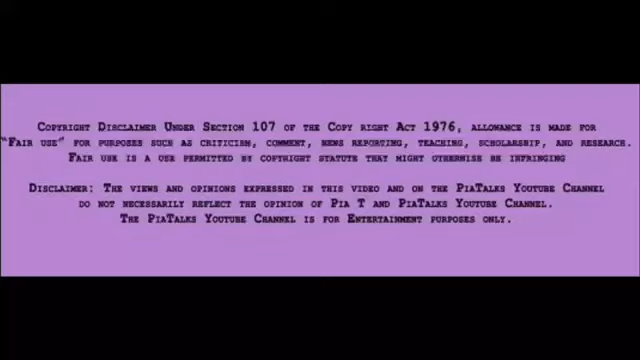 Copyright Disclaimer Under Section 107 of the Copy right Act 1976, allowance is made for
"Fair use" for purposes such as criticism, comment, news reporting, teaching, scholarship, and research.
Fair use is a use permitted by copyright statute that might otherwise be infringing
Disclaimer: The views and opinions expressed in this video and on the PiaTalks Youtube Channel
do not necessarily reflect the opinion of Pia T and PiaTalks Youtube Channel.
The PiaTalks Youtube Channel is for Entertainment purposes only.